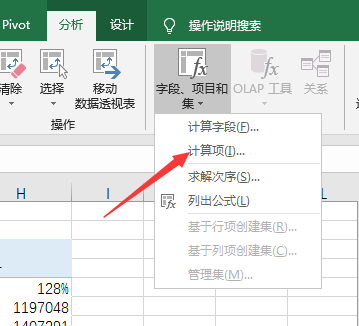 Pivot 分析 设计 操作说明搜索
清除 选择 移动
数据透视表
字段、项目和
集
OLAP 工具 关系
操作
计算字段(F)...
计算项(I)...
求解次序(S)...
列出公式(L)
基于行项创建集(R)...
基于列项创建集(C)...
管理集(M)...
H I L
128%
1197048
1407291